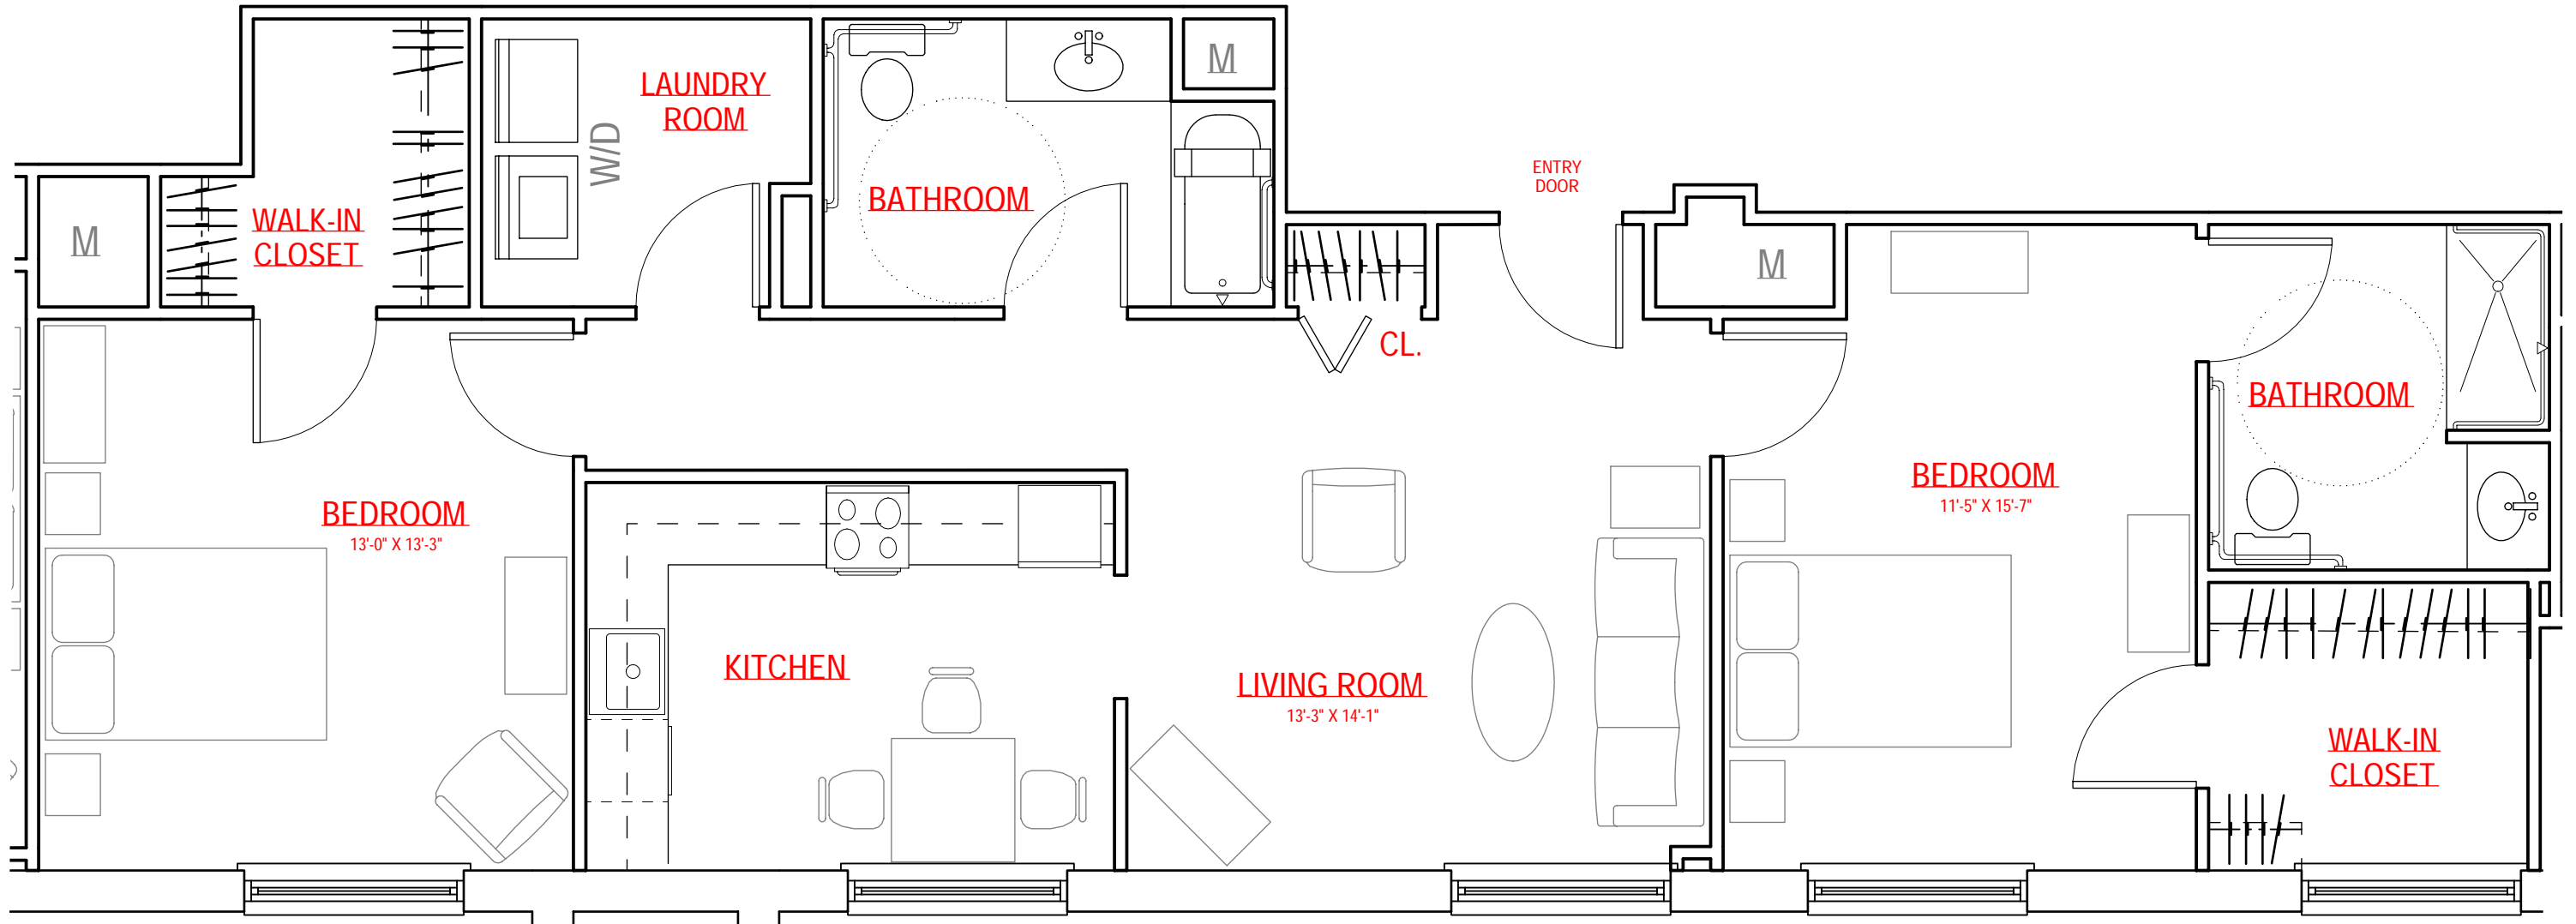 M
WALK-IN
CLOSET
LAUNDRY
ROOM
W/D
BATHROOM
M
ENTRY
DOOR
CL.
M
BATHROOM
BEDROOM
13'-0" X 13'-3"
KITCHEN
LIVING ROOM
13'-3" X 14'-1"
BEDROOM
11'-5" X 15'-7"
WALK-IN
CLOSET